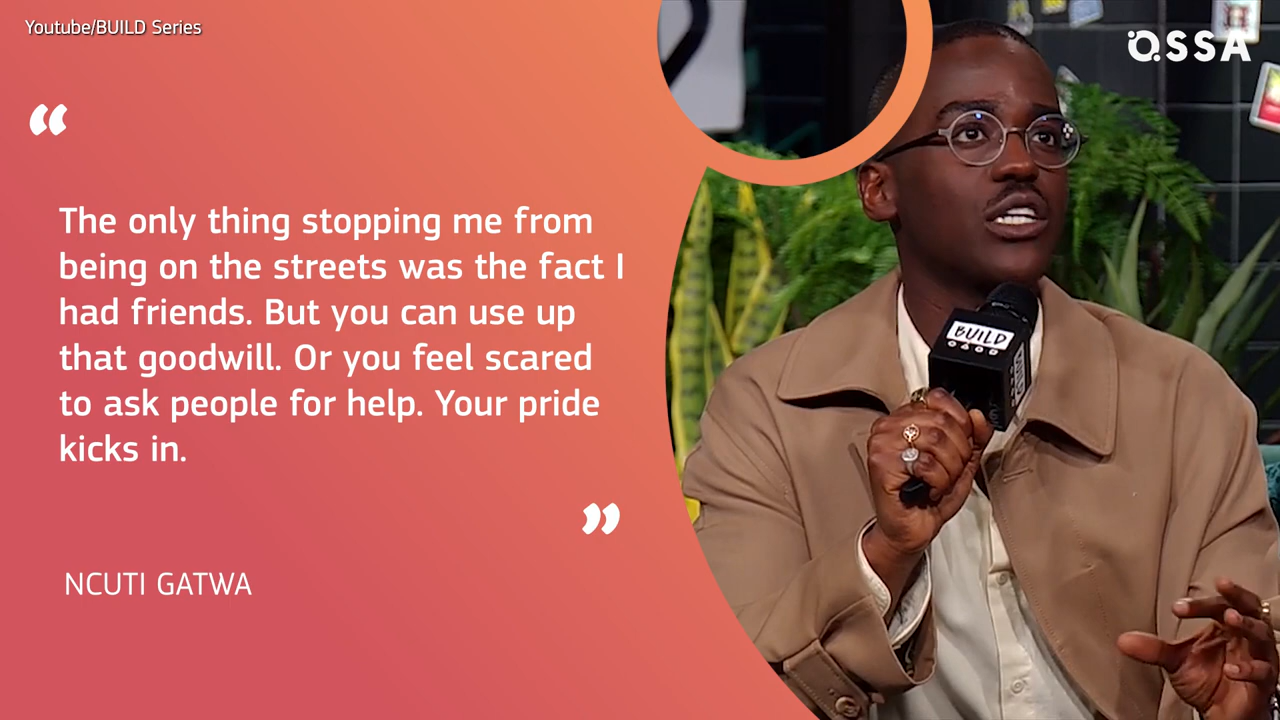 Youtube/BUILD Series
QSSA
“
The only thing stopping me from
being on the streets was the fact I
had friends. But you can use up
that goodwill. Or you feel scared
to ask people for help. Your pride
kicks in.
”
NCUTI GATWA
BUILD